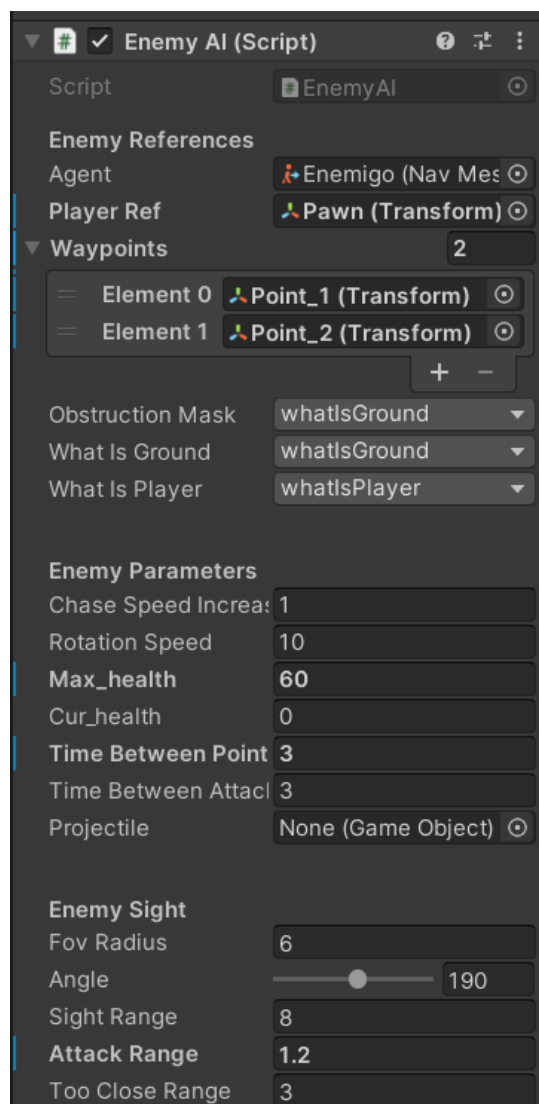 Enemy AI (Script)
Script EnemyAI
Enemy References
Agent Enemigo (Nav Mes
Player Ref Pawn (Transform)
Waypoints 2
Element 0 Point_1 (Transform)
Element 1 Point_2 (Transform)
Obstruction Mask whatIsGround
What Is Ground whatIsGround
What Is Player whatIsPlayer
Enemy Parameters
Chase Speed Increas 1
Rotation Speed 10
Max_health 60
Cur_health 0
Time Between Point 3
Time Between Attacl 3
Projectile None (Game Object)
Enemy Sight
Fov Radius 6
Angle 190
Sight Range 8
Attack Range 1.2
Too Close Range 3